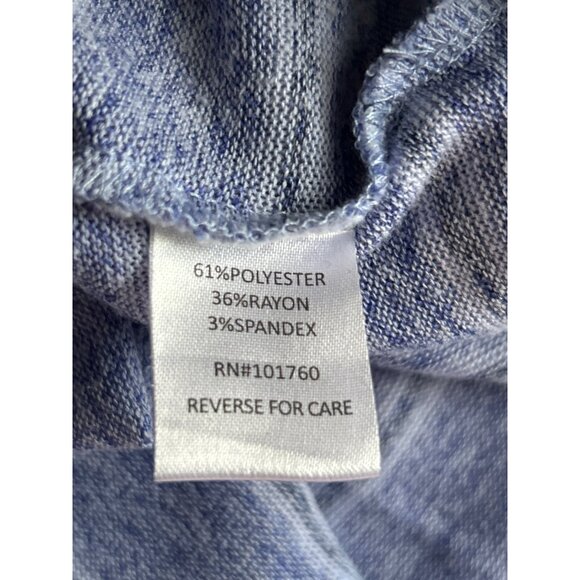 61%POLYESTER
36%RAYON
3%SPANDEX
RN#101760
REVERSE FOR CARE